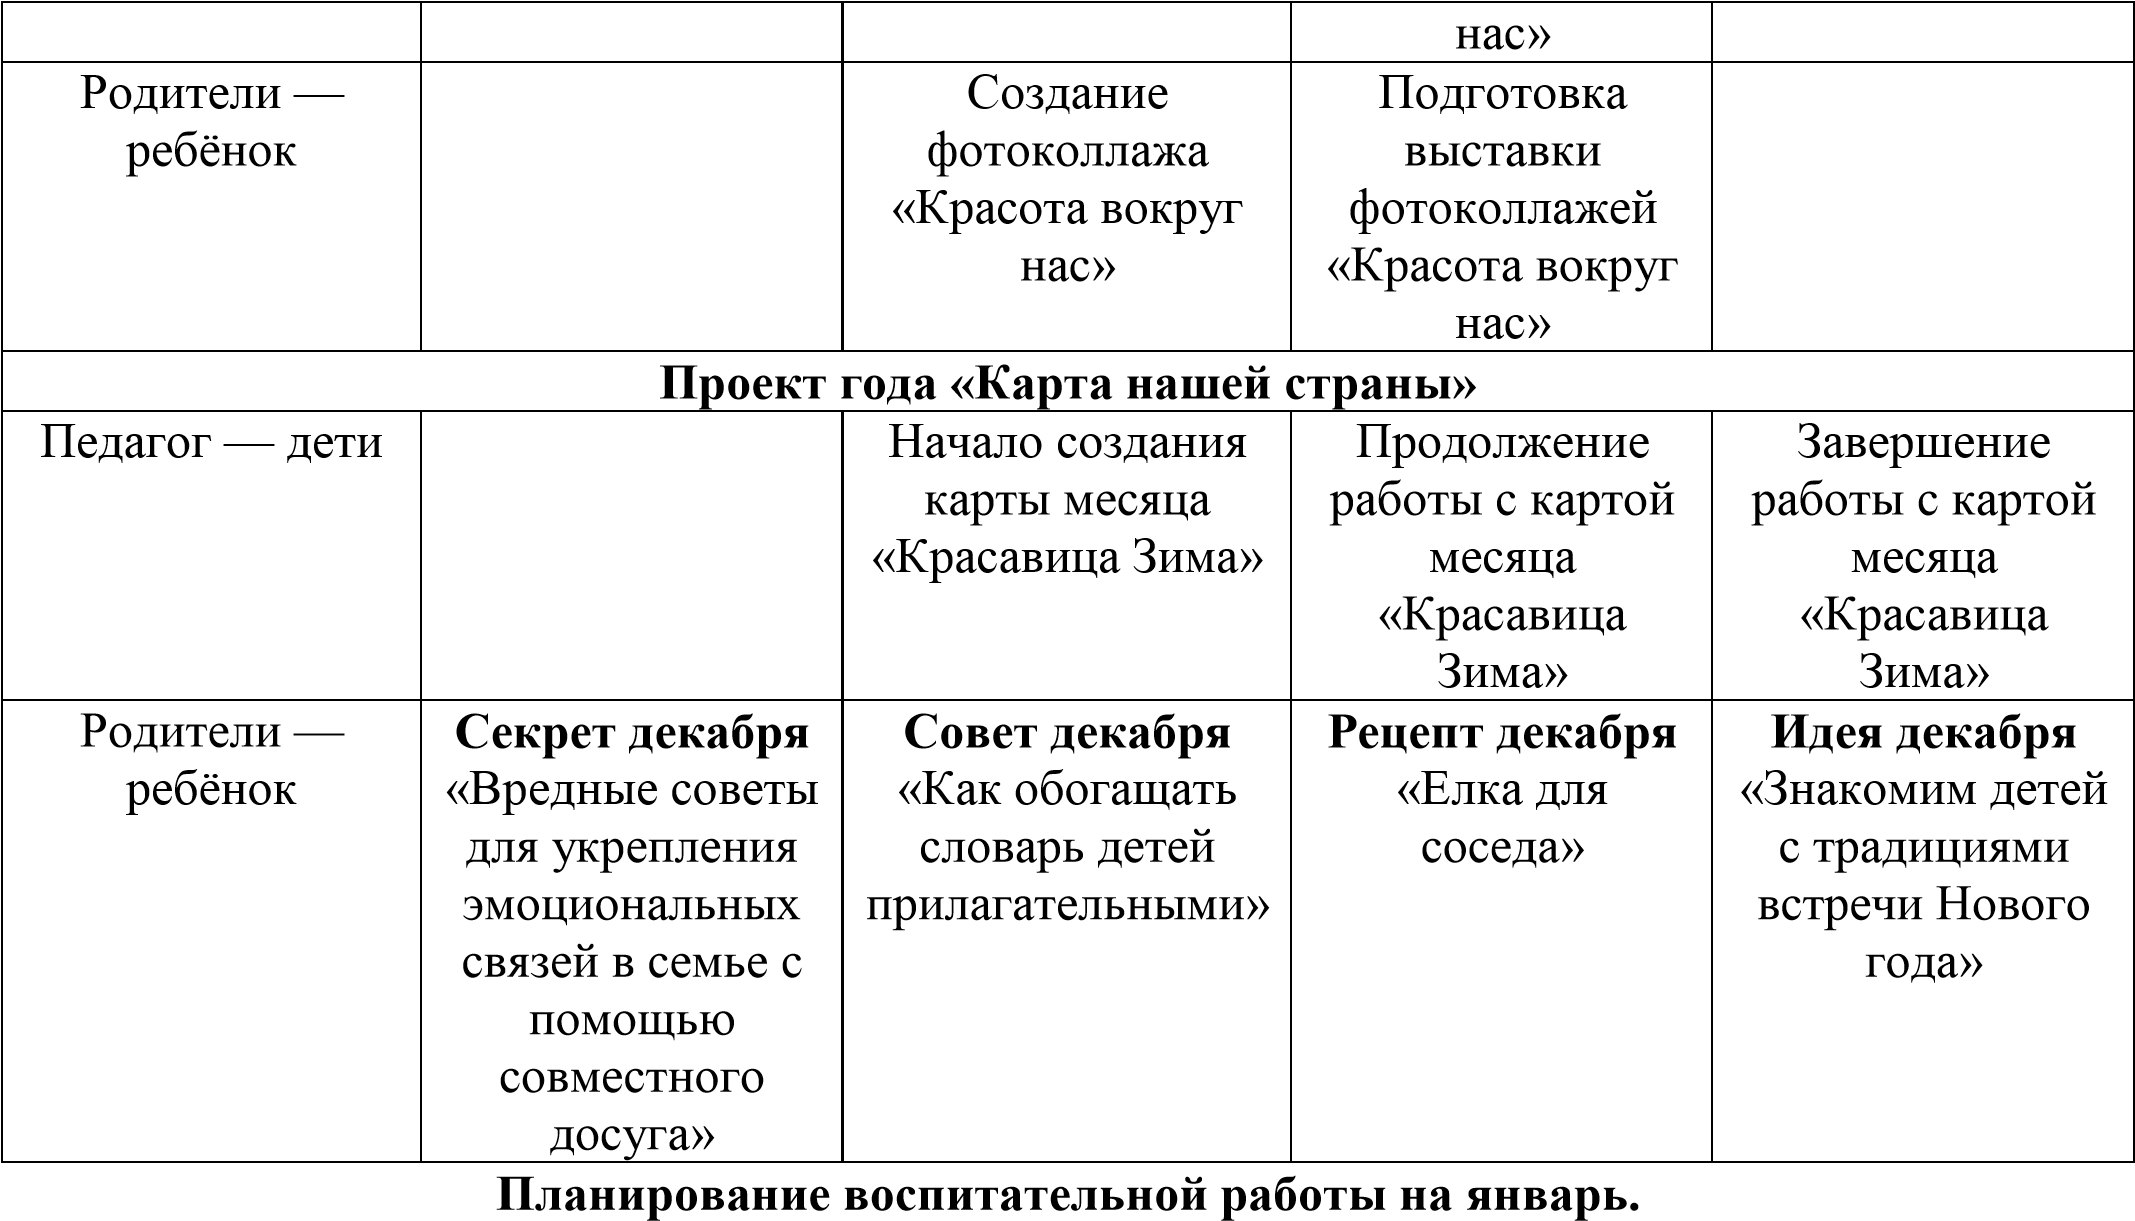 нас»
Родители —
ребёнок
Создание
фотоколлажа
«Красота вокруг
нас»
Подготовка
выставки
фотоколлажей
«Красота вокруг
нас»
Проект года «Карта нашей страны»
Педагог — дети
Начало создания
карты месяца
«Красавица Зима»
Продолжение
работы с картой
месяца
«Красавица
Зима»
Завершение
работы с картой
месяца
«Красавица
Зима»
Родители —
ребёнок
Секрет декабря
«Вредные советы
для укрепления
эмоциональных
связей в семье с
помощью
совместного
досуга»
Совет декабря
«Как обогащать
словарь детей
прилагательными»
Рецепт декабря
«Елка для
соседа»
Идея декабря
«Знакомим детей
с традициями
встречи Нового
года»
Планирование воспитательной работы на январь.